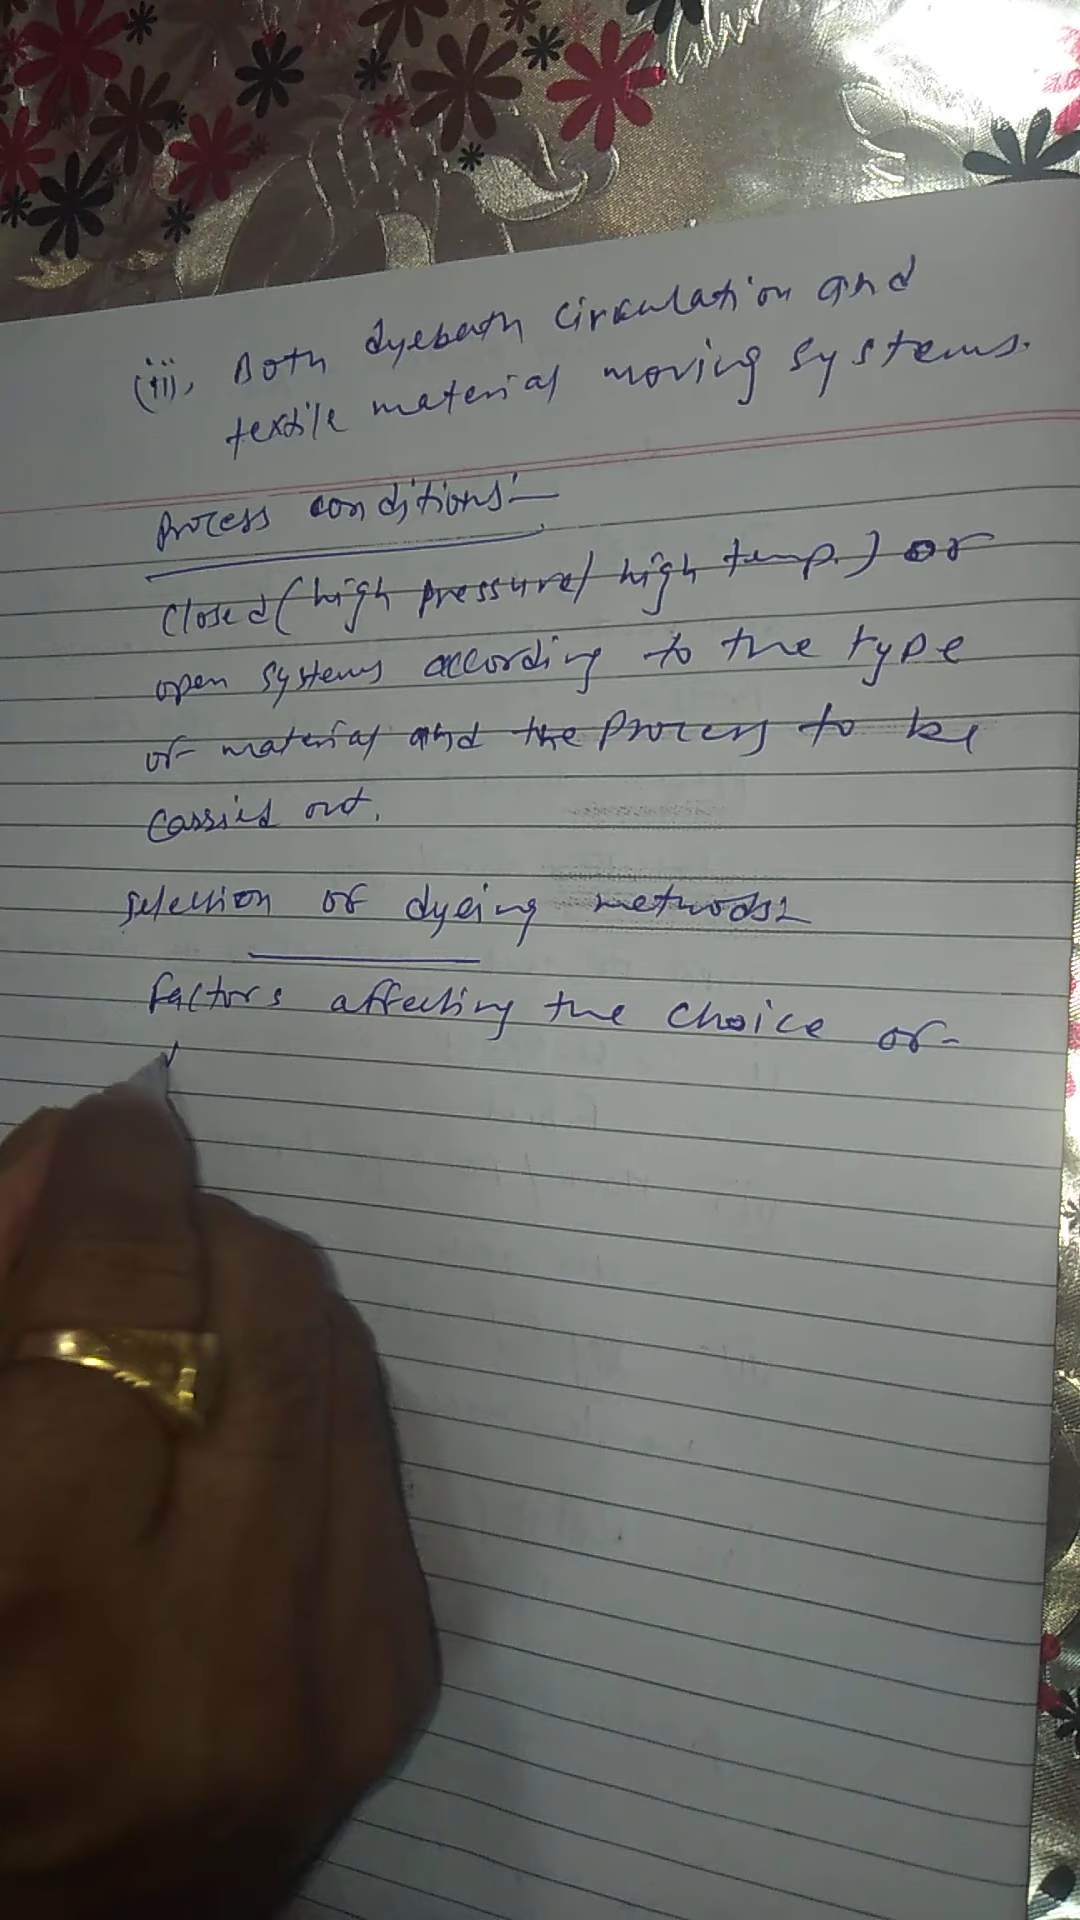 (iii), Both dyebath circulation and
textile material moving systems.
Process conditions:-
Closed (high pressure/high temp.) or
open systems according to the type
of material and the process to be
carried out.
selection of dyeing methods:-
Factors affecting the choice of-